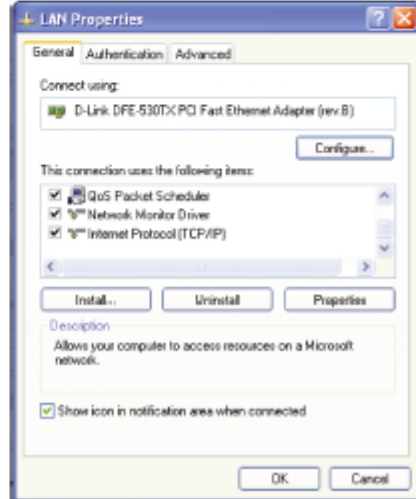 LAN Properties
General Authentication Advanced
Connect using:
D-Link DFE-530TX PCI Fast Ethernet Adapter (rev.B)
Configure...
This connection uses the following items:
QoS Packet Scheduler
Network Monitor Driver
Internet Protocol (TCP/IP)
Install... Uninstall Properties
Description
Allows your computer to access resources on a Microsoft
network.
Show icon in notification area when connected
OK Cancel